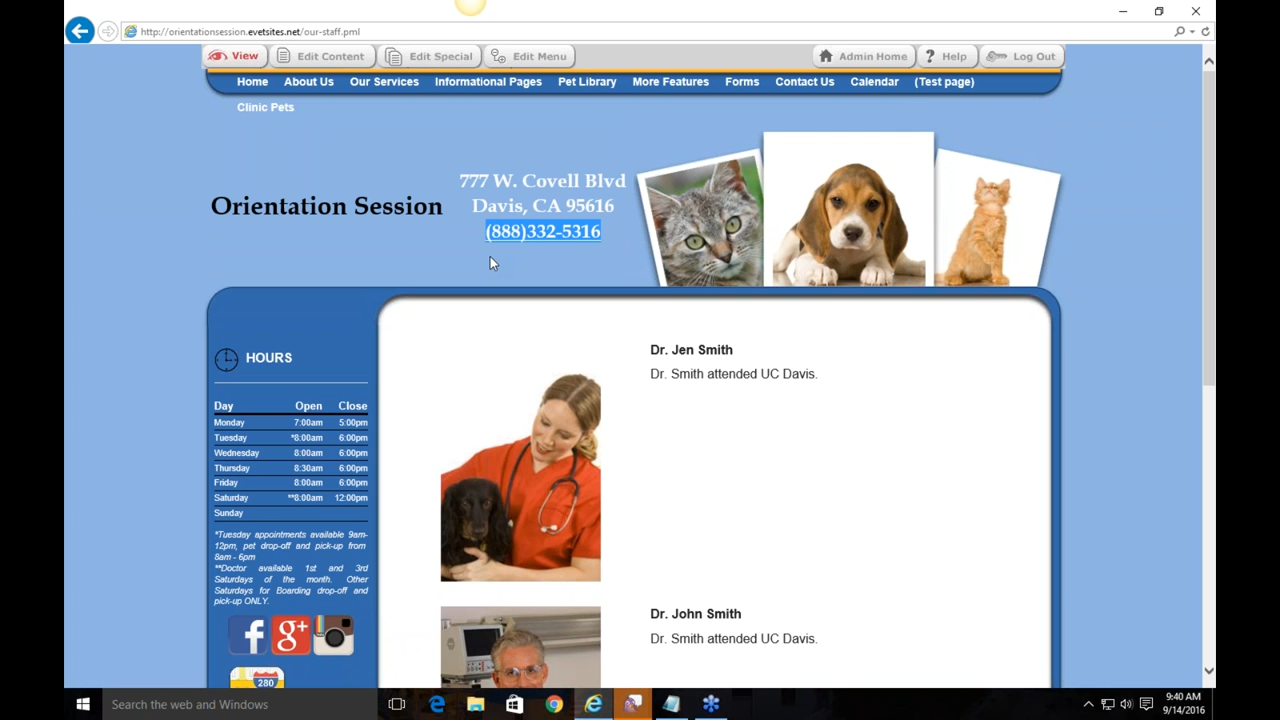 http://orientationsession.evetsites.net/our-staff.pml
View Edit Content Edit Special Edit Menu Admin Home ? Help Log Out
Home About Us Our Services Informational Pages Pet Library More Features Forms Contact Us Calendar (Test page)
Clinic Pets
777 W. Covell Blvd
Orientation Session
Davis, CA 95616
(888)332-5316
HOURS
Day Open Close
Monday 7:00am 5:00pm
Tuesday *8:00am 6:00pm
Wednesday 8:00am 6:00pm
Thursday 8:30am 6:00pm
Friday 8:00am 6:00pm
Saturday **8:00am 12:00pm
Sunday
*Tuesday appointments available 9am-
12pm, pet drop-off and pick-up from
8am - 6pm
**Doctor available 1st and 3rd
Saturdays of the month. Other
Saturdays for Boarding drop-off and
pick-up ONLY.
f g+
280
Dr. Jen Smith
Dr. Smith attended UC Davis.
Dr. John Smith
Dr. Smith attended UC Davis.
Search the web and Windows
9:40 AM
9/14/2016